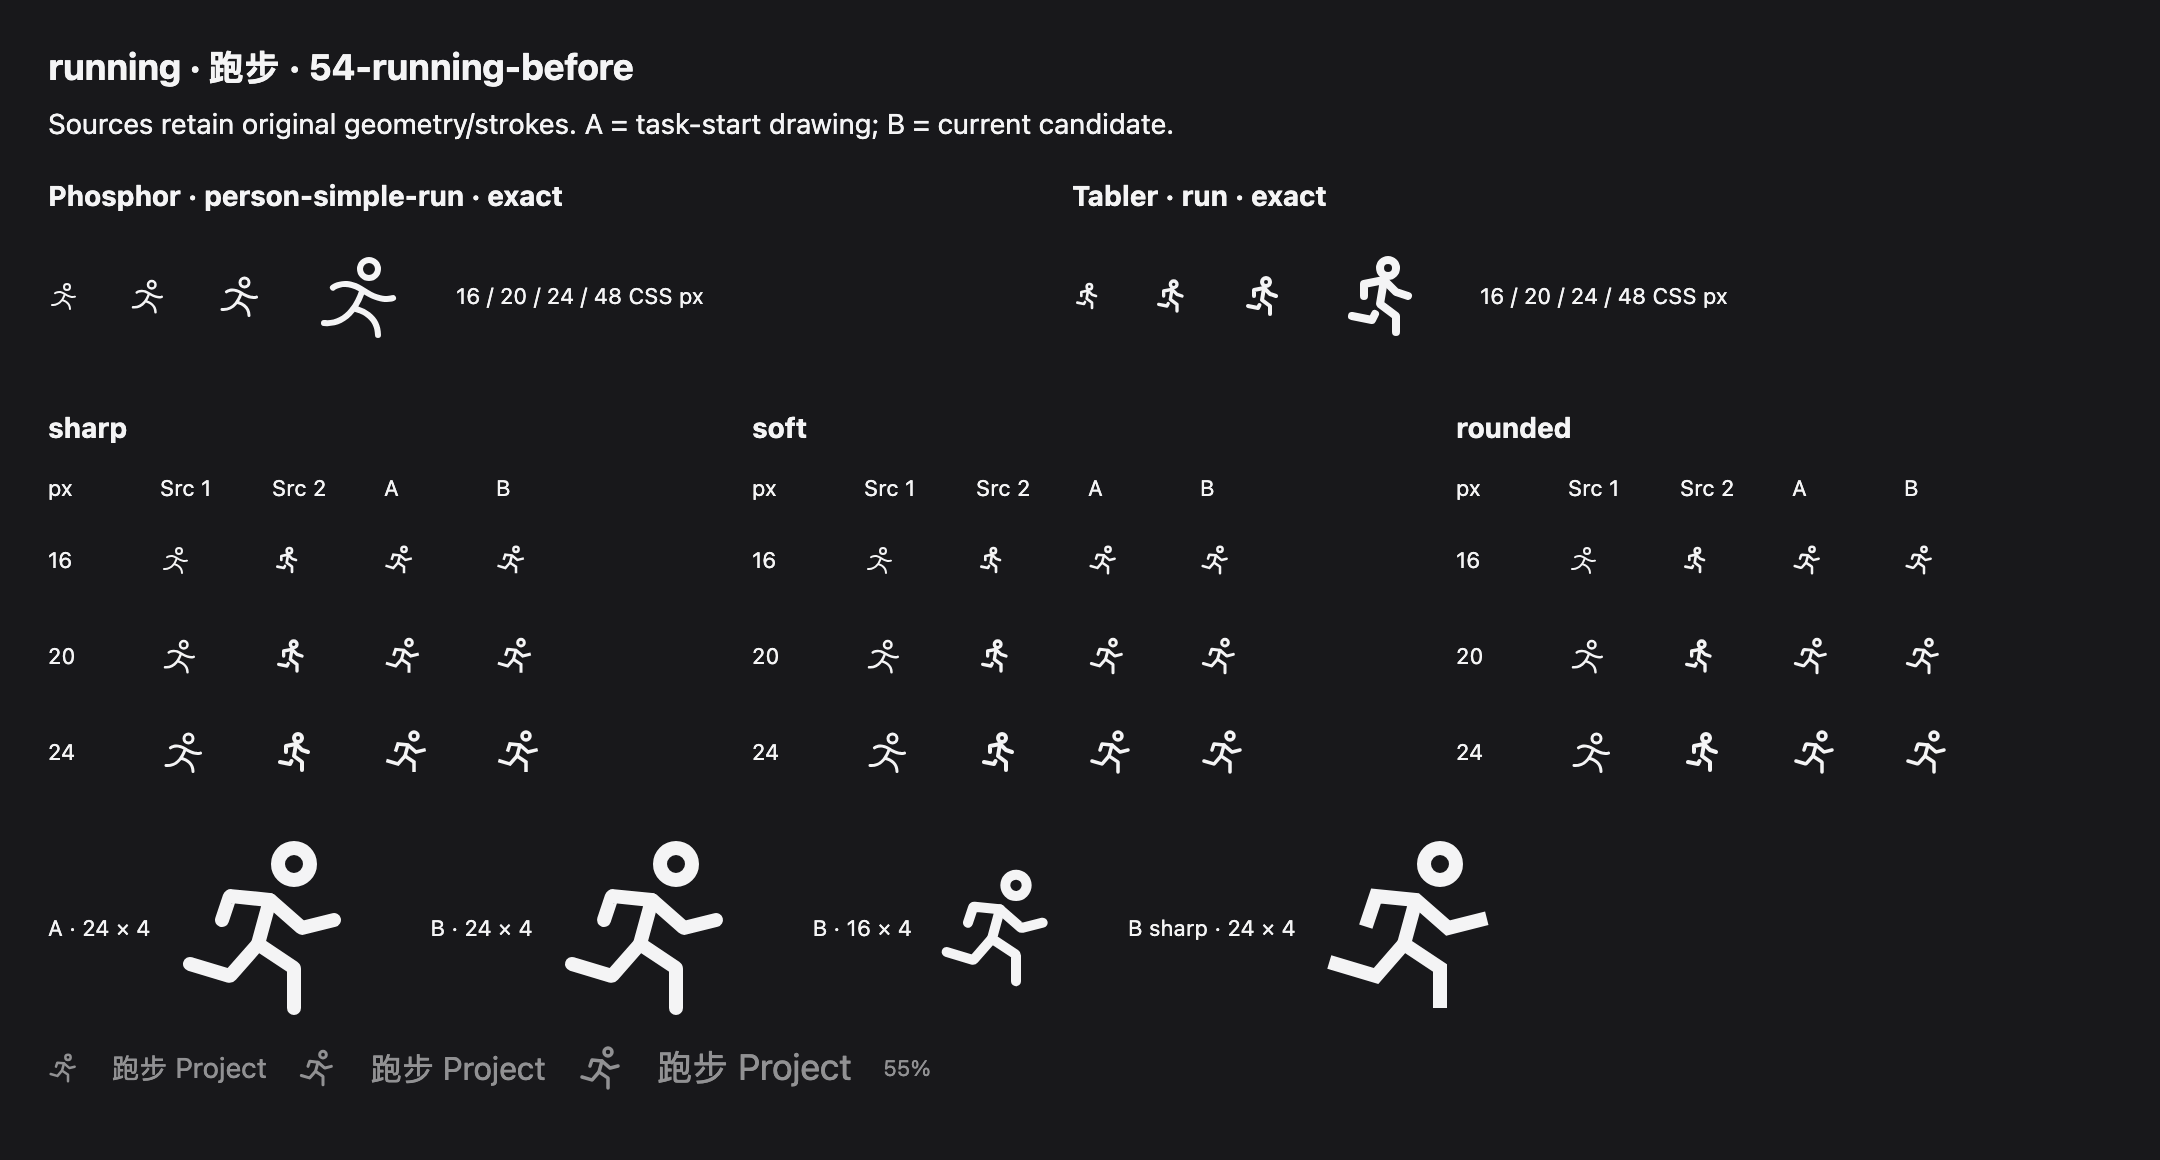 running · 跑步 · 54-running-before
Sources retain original geometry/strokes. A = task-start drawing; B = current candidate.
Phosphor · person-simple-run · exact
16 / 20 / 24 / 48 CSS px
Tabler · run · exact
16 / 20 / 24 / 48 CSS px
sharp
px Src 1 Src 2 A B
16
20
24
soft
px Src 1 Src 2 A B
16
20
24
rounded
px Src 1 Src 2 A B
16
20
24
A · 24 × 4
B · 24 × 4
B · 16 × 4
B sharp · 24 × 4
跑步 Project 跑步 Project 跑步 Project 55%